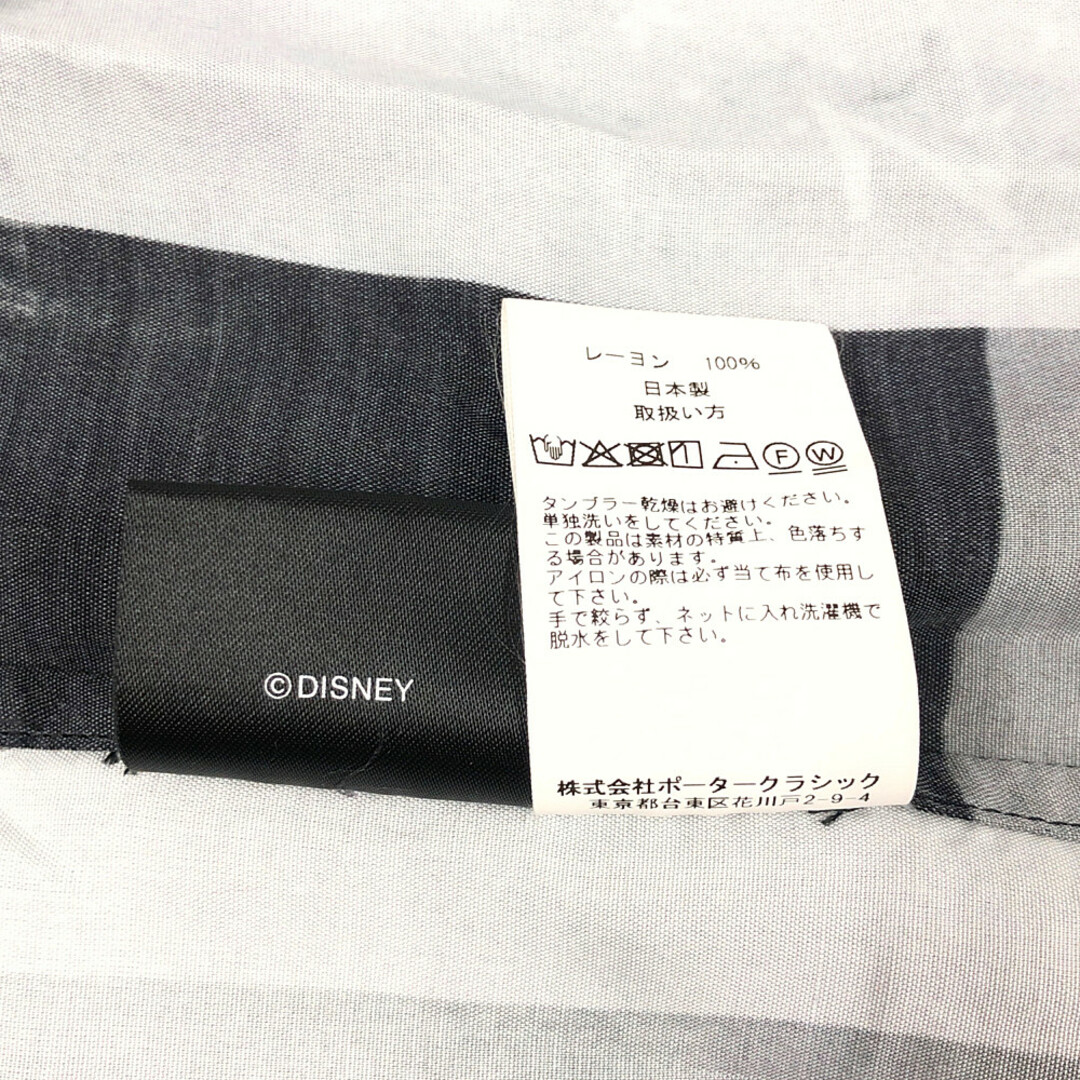 レーヨン 100%
日本製
取扱い方
F W
タンブラー乾燥はお避けください。
単独洗いをしてください。
この製品は素材の特質上、色落ちす
る場合があります。
アイロンの際は必ず当て布を使用し
て下さい。
手で絞らず、ネットに入れ洗濯機で
脱水をして下さい。
©DISNEY
株式会社ポータークラシック
東京都台東区花川戸2-9-4